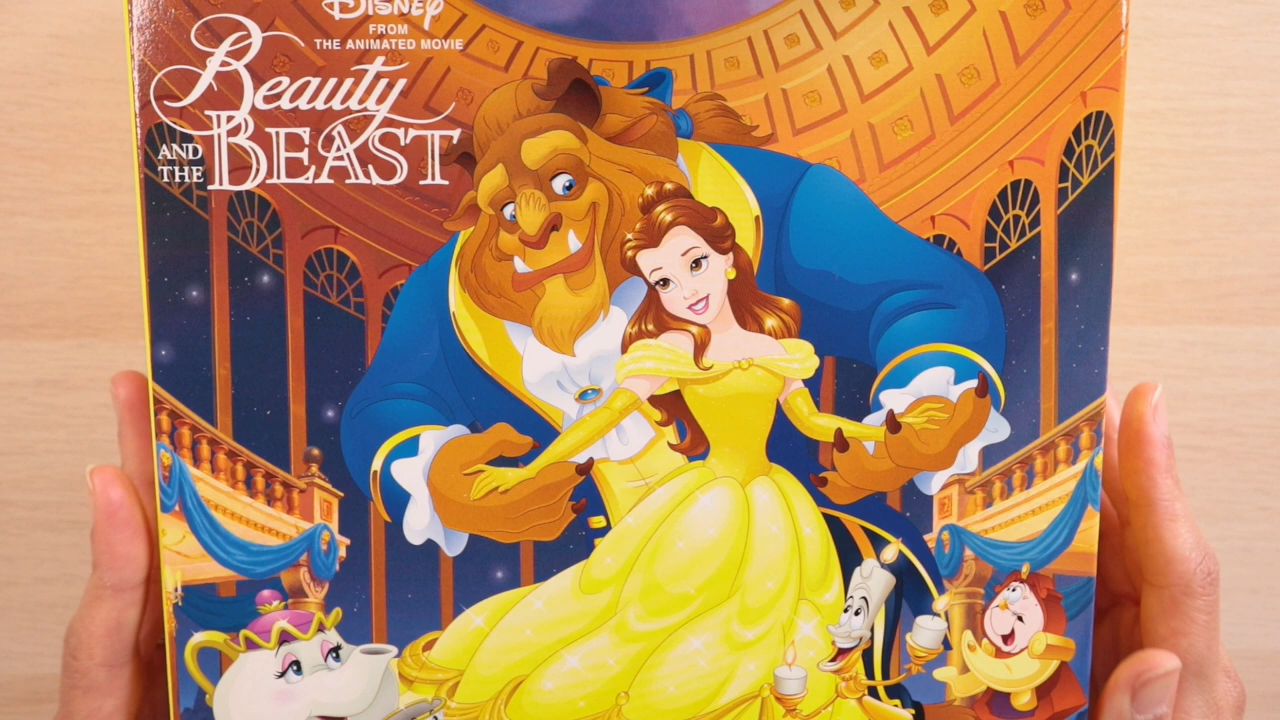 DISNEY
FROM
THE ANIMATED MOVIE
Beauty
AND THE BEAST